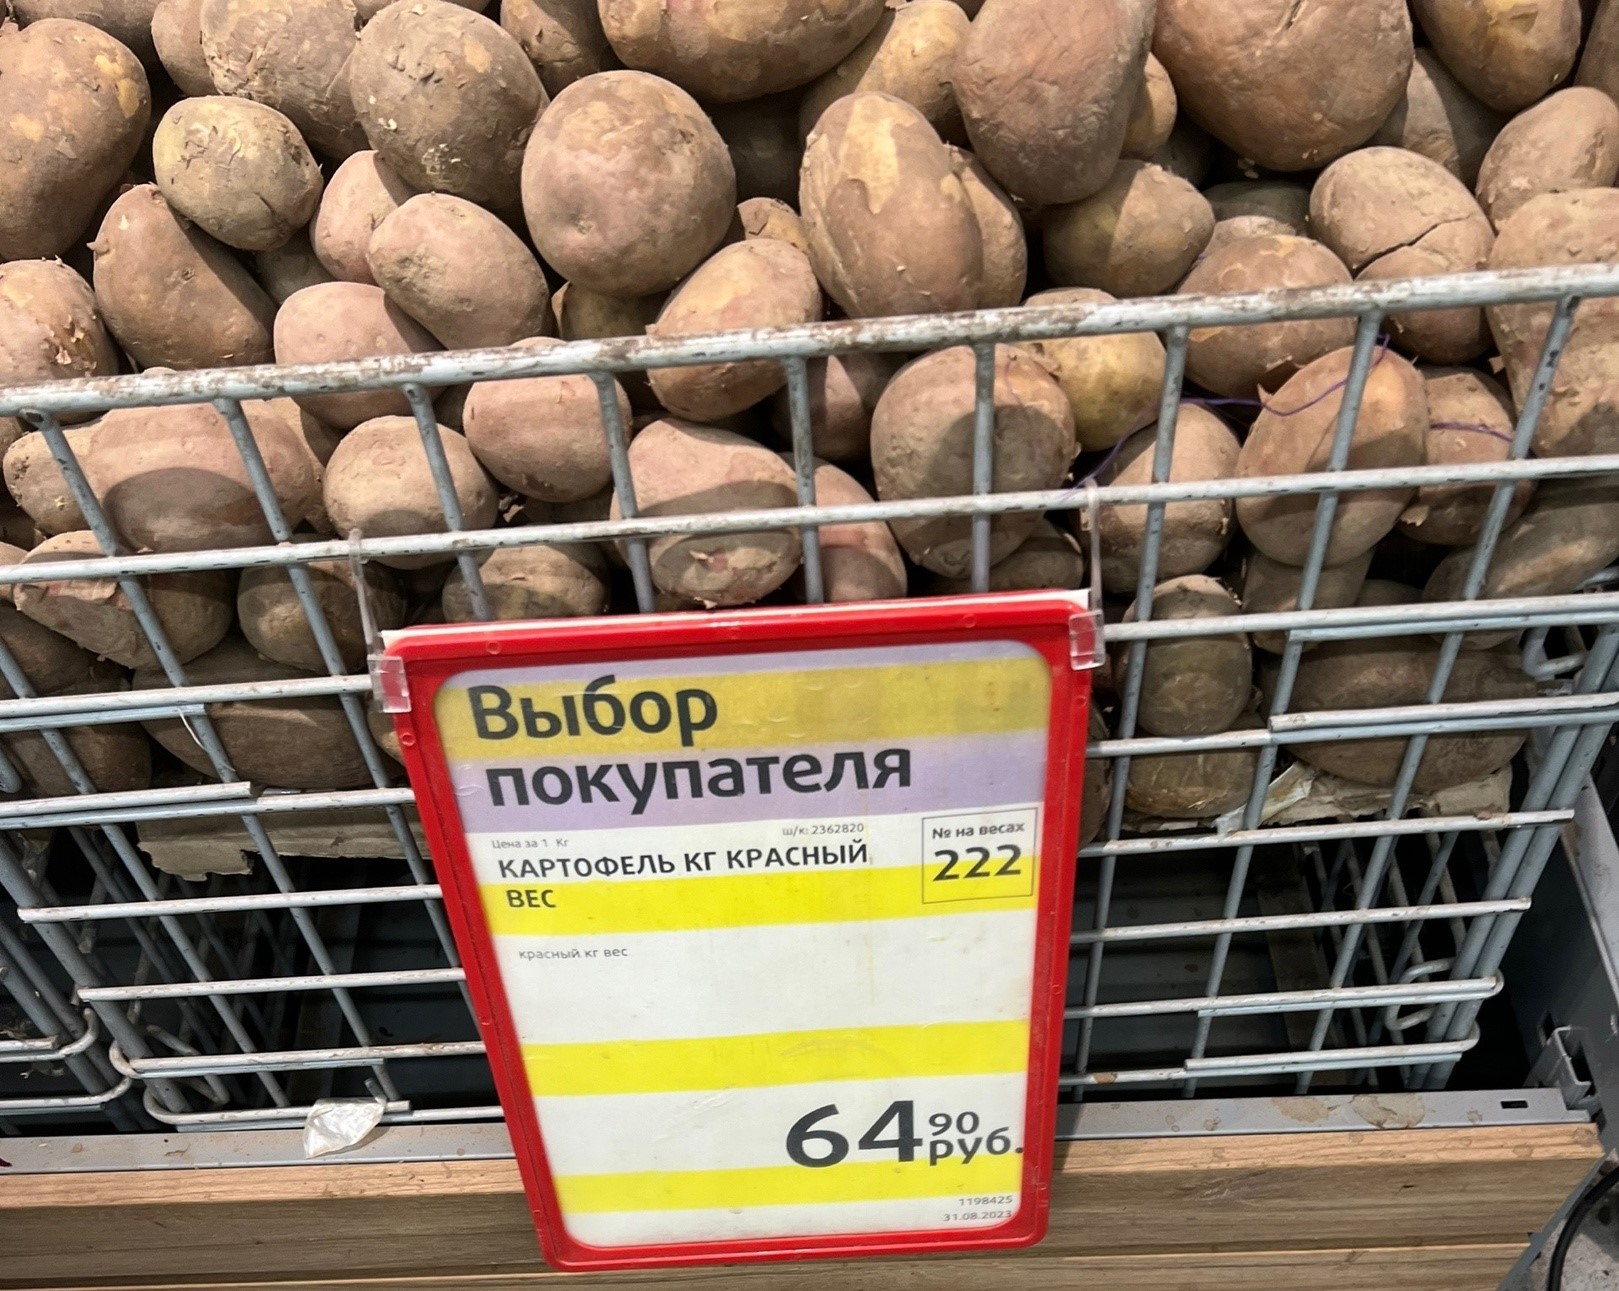 Выбор
покупателя
Цена за 1 Кг
ш/к: 2362820
КАРТОФЕЛЬ КГ КРАСНЫЙ
ВЕС
№ на весах
222
красный кг вес
64 90
руб.
1198425
31.08.2023